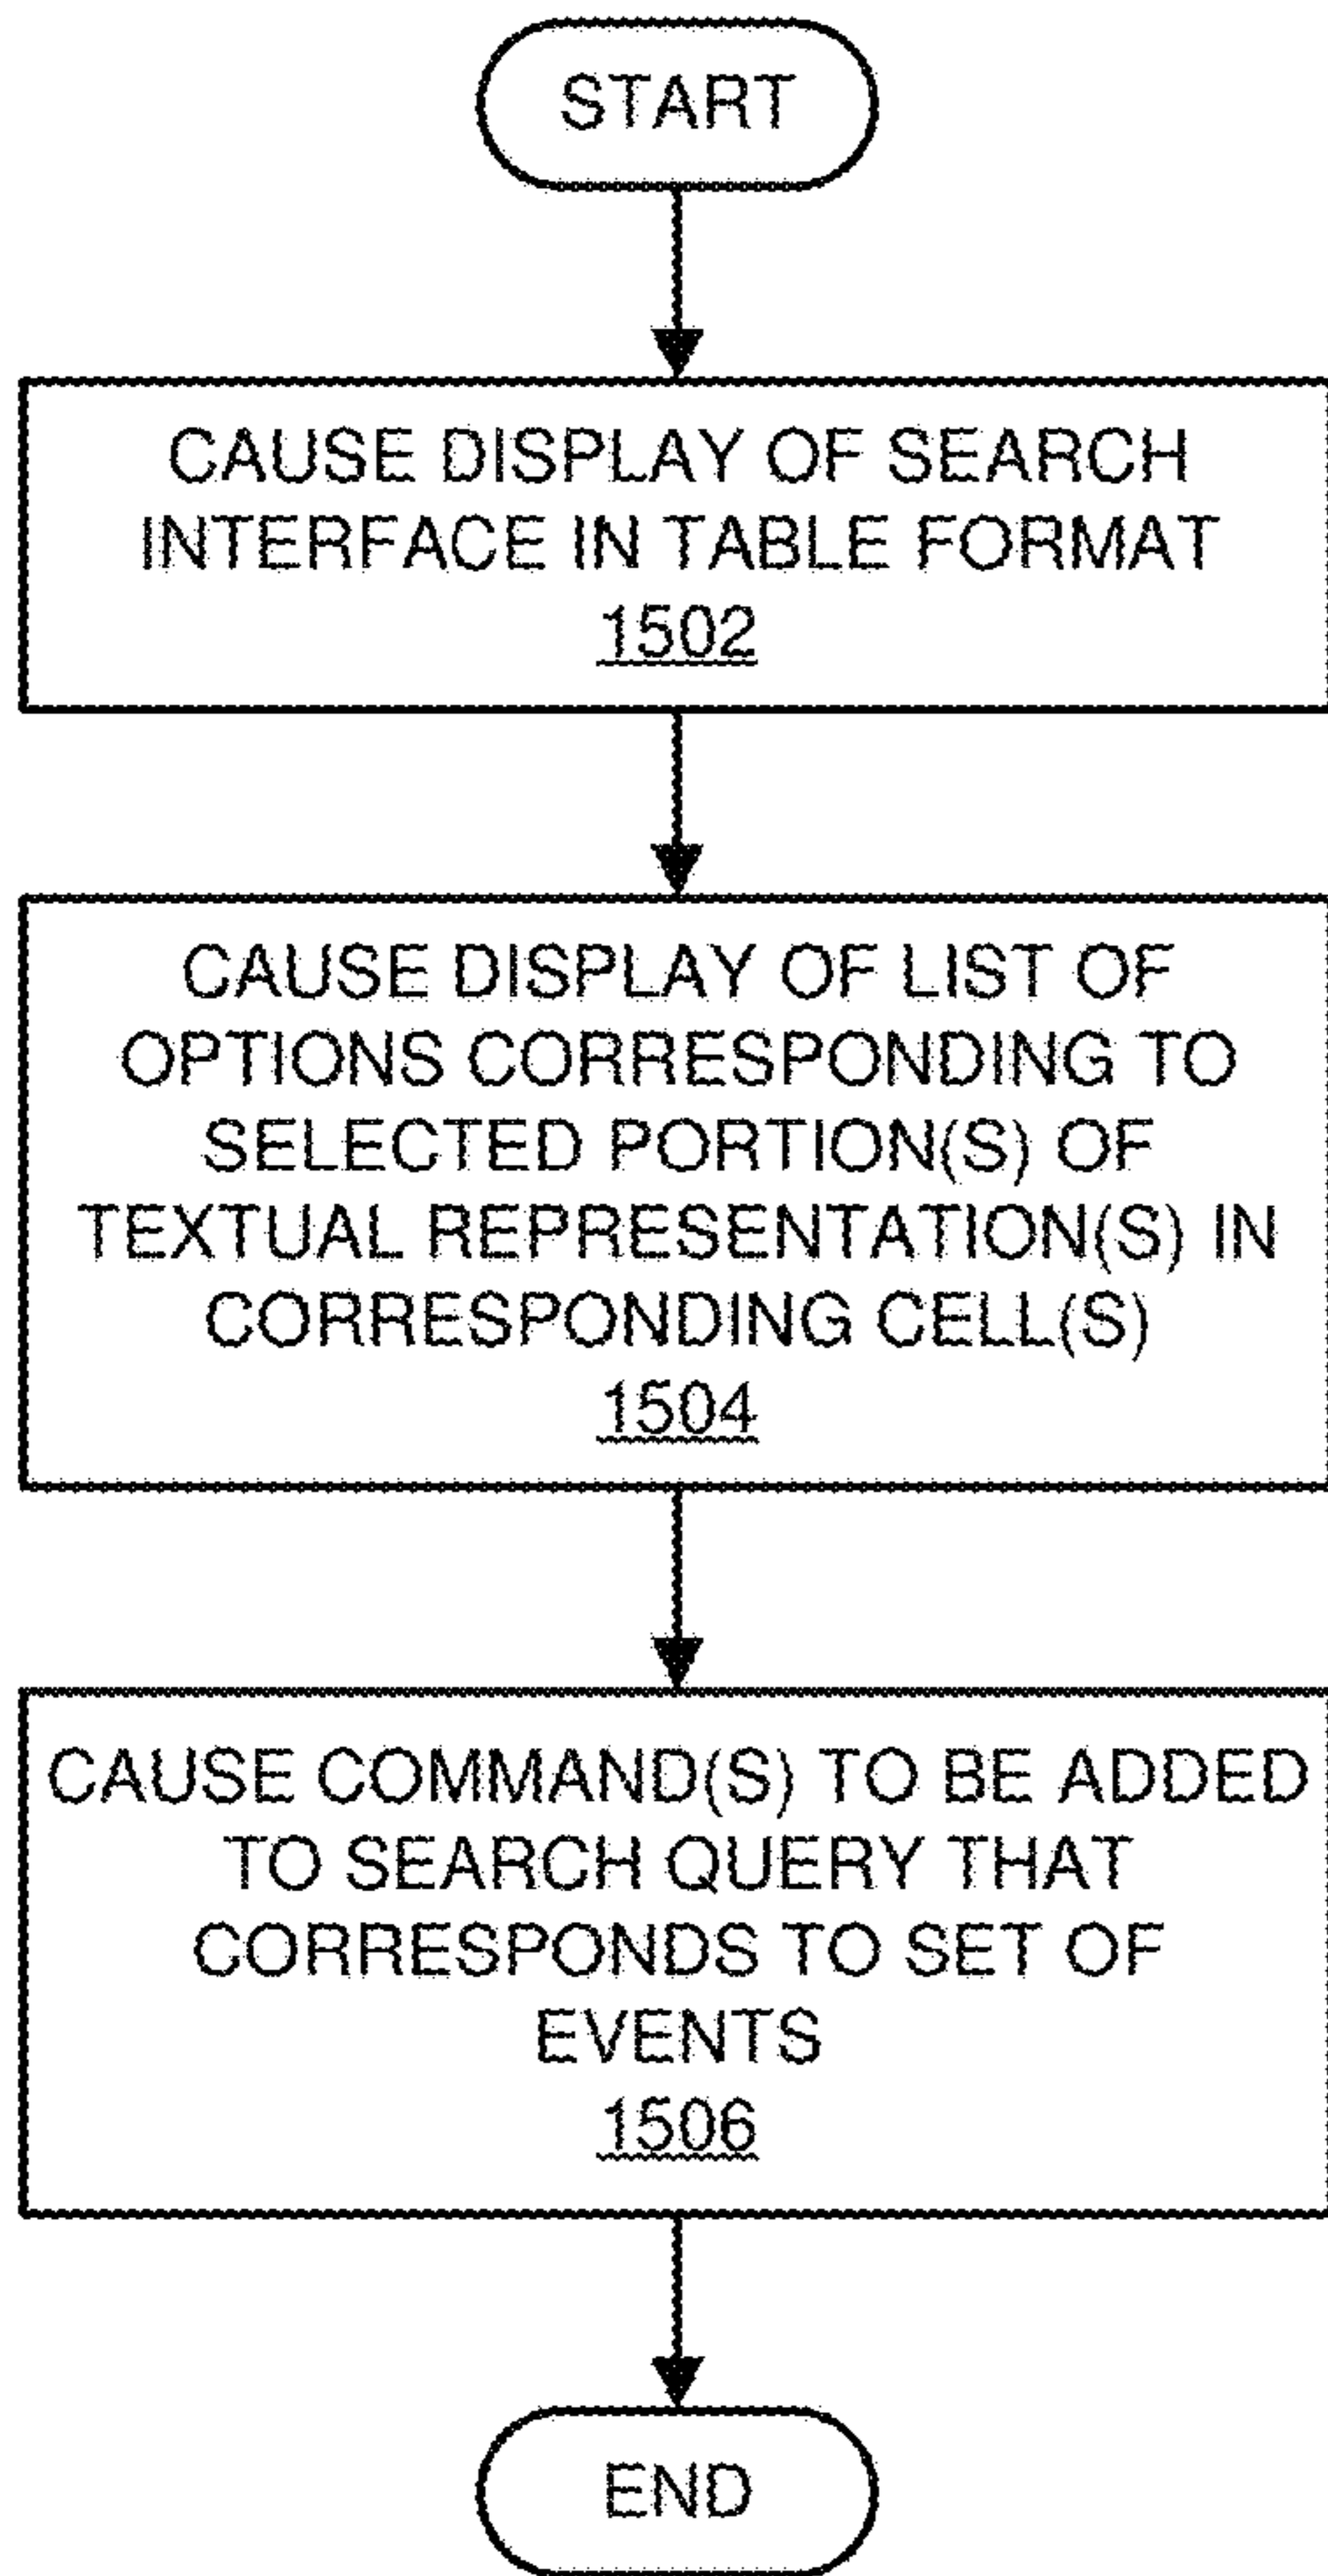 START
CAUSE DISPLAY OF SEARCH
INTERFACE IN TABLE FORMAT
1502
CAUSE DISPLAY OF LIST OF
OPTIONS CORRESPONDING TO
SELECTED PORTION(S) OF
TEXTUAL REPRESENTATION(S) IN
CORRESPONDING CELL(S)
1504
CAUSE COMMAND(S) TO BE ADDED
TO SEARCH QUERY THAT
CORRESPONDS TO SET OF
EVENTS
1506
END